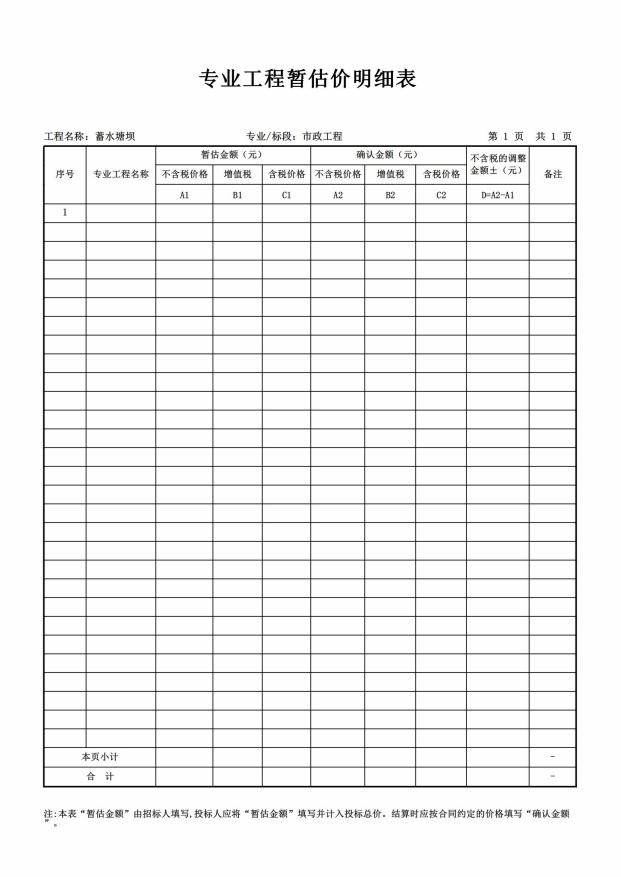 专业工程暂估价明细表
工程名称：蓄水塘坝 专业/标段：市政工程 第 1 页 共 1 页
序号 专业工程名称 暂估金额（元） 确认金额（元） 不含税的调整金额±（元） 备注
不含税价格 增值税 含税价格 不含税价格 增值税 含税价格
A1 B1 C1 A2 B2 C2 D=A2-A1
1
本页小计 -
合 计 -
注:本表“暂估金额”由招标人填写,投标人应将“暂估金额”填写并计入投标总价。结算时应按合同约定的价格填写“确认金额
”。